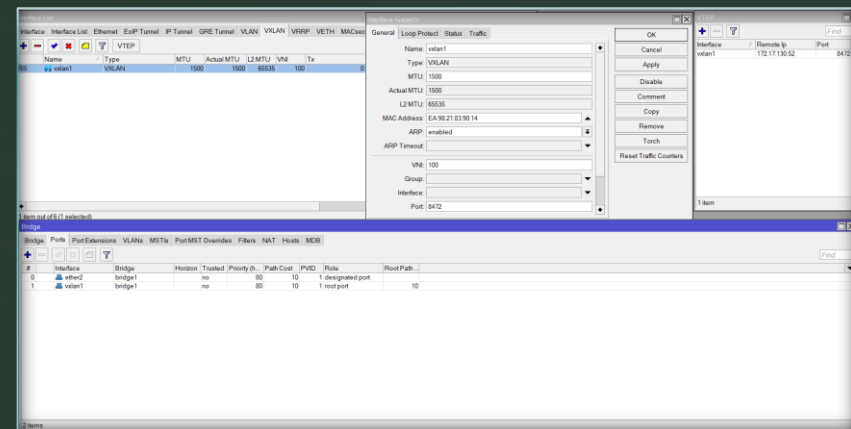 Interface List
Interface Interface List Ethernet EoIP Tunnel IP Tunnel GRE Tunnel VLAN VXLAN VRRP VETH MACsec
VTEP
Name Type MTU Actual MTU L2 MTU VNI Tx
RS vxlan1 VXLAN 1500 1500 65535 100 0
1 item out of 6 (1 selected)
Interface <vxlan1>
General Loop Protect Status Traffic
Name: vxlan1
Type: VXLAN
MTU: 1500
Actual MTU: 1500
L2 MTU: 65535
MAC Address: EA:98:21:83:90:14
ARP: enabled
ARP Timeout:
VNI: 100
Group:
Interface:
Port: 8472
OK
Cancel
Apply
Disable
Comment
Copy
Remove
Torch
Reset Traffic Counters
VTEP
Find
Interface Remote Ip Port
vxlan1 172.17.130.52 8472
1 item
Bridge
Bridge Ports Port Extensions VLANs MSTIs Port MST Overrides Filters NAT Hosts MDB
Find
# Interface Bridge Horizon Trusted Priority (h... Path Cost PVID Role Root Path ...
0 ether2 bridge1 no 80 10 1 designated port
1 vxlan1 bridge1 no 80 10 1 root port 10
2 items